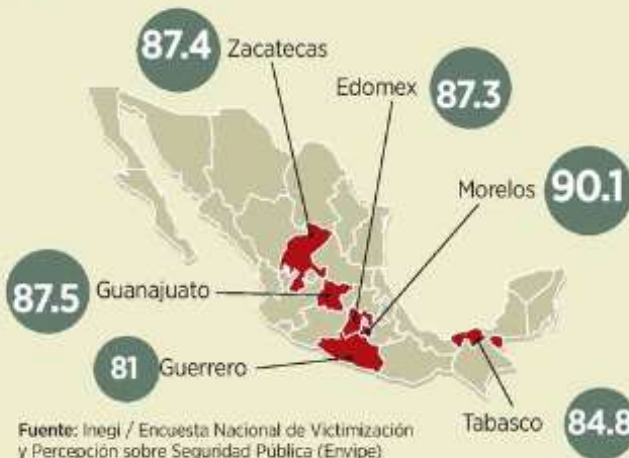 87.4 Zacatecas
Edomex 87.3
Morelos 90.1
87.5 Guanajuato
81 Guerrero
Tabasco 84.8
Fuente: Inegi / Encuesta Nacional de Victimización
y Percepción sobre Seguridad Pública (Envipe)